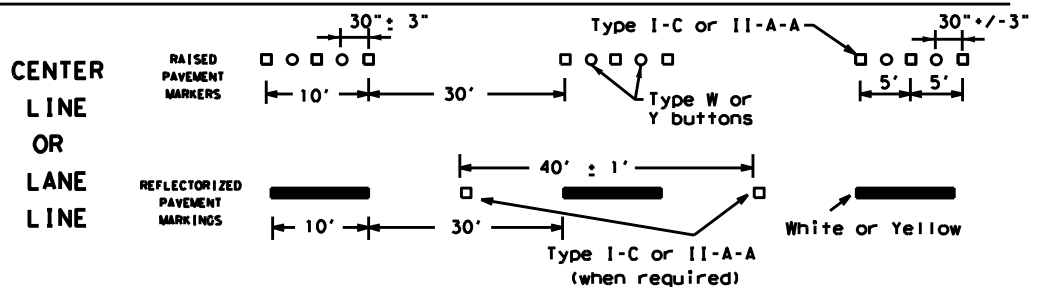 CENTER
LINE
OR
LANE
LINE
RAISED
PAVEMENT
MARKERS
30"± 3"
Type I-C or II-A-A
30"+/-3"
10'
30'
Type W or
Y buttons
5'
5'
REFLECTORIZED
PAVEMENT
MARKINGS
40' ± 1'
10'
30'
Type I-C or II-A-A
(when required)
White or Yellow